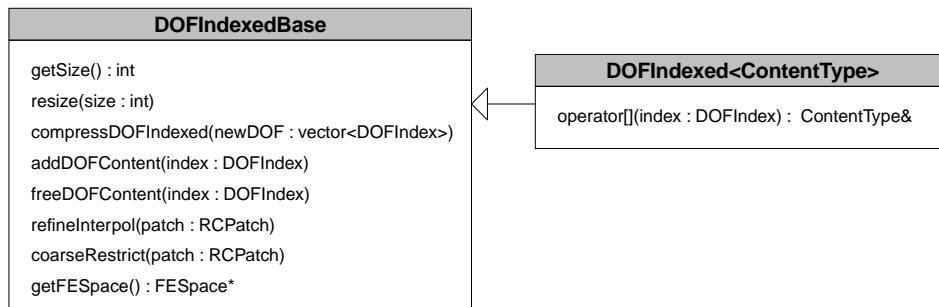 DOFIndexedBase
getSize() : int
resize(size : int)
compressDOFIndexed(newDOF : vector<DOFIndex>)
addDOFContent(index : DOFIndex)
freeDOFContent(index : DOFIndex)
refineInterpol(patch : RCPatch)
coarseRestrict(patch : RCPatch)
getFESpace() : FESpace*
DOFIndexed<ContentType>
operator[](index : DOFIndex) : ContentType&